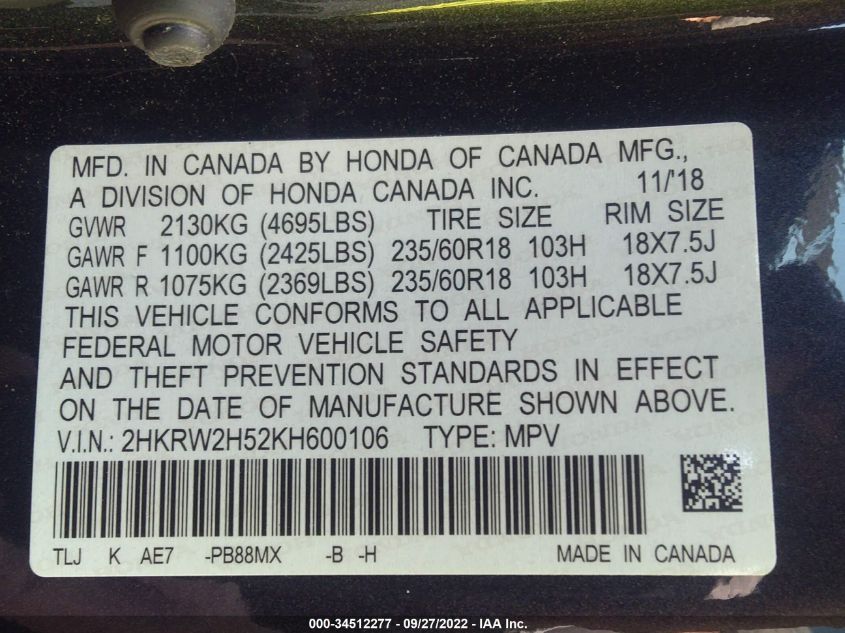 MFD. IN CANADA BY HONDA OF CANADA MFG.,
A DIVISION OF HONDA CANADA INC. 11/'18
GVWR 2130KG (4695LBS) TIRE SIZE RIM SIZE
GAWR F 1100KG (2425LBS) 235/60R18 103H 18X7.5J
GAWR R 1075KG (2369LBS) 235/60R18 103H 18X7.5J
THIS VEHICLE CONFORMS TO ALL APPLICABLE
FEDERAL MOTOR VEHICLE SAFETY
AND THEFT PREVENTION STANDARDS IN EFFECT
ON THE DATE OF MANUFACTURE SHOWN ABOVE.
V.I.N.: 2HKRW2H52KH600106 TYPE: MPV
TLJ K AE7 -PB88MX -B -H MADE IN CANADA
000-34512277 - 09/27/2022 - IAA Inc.